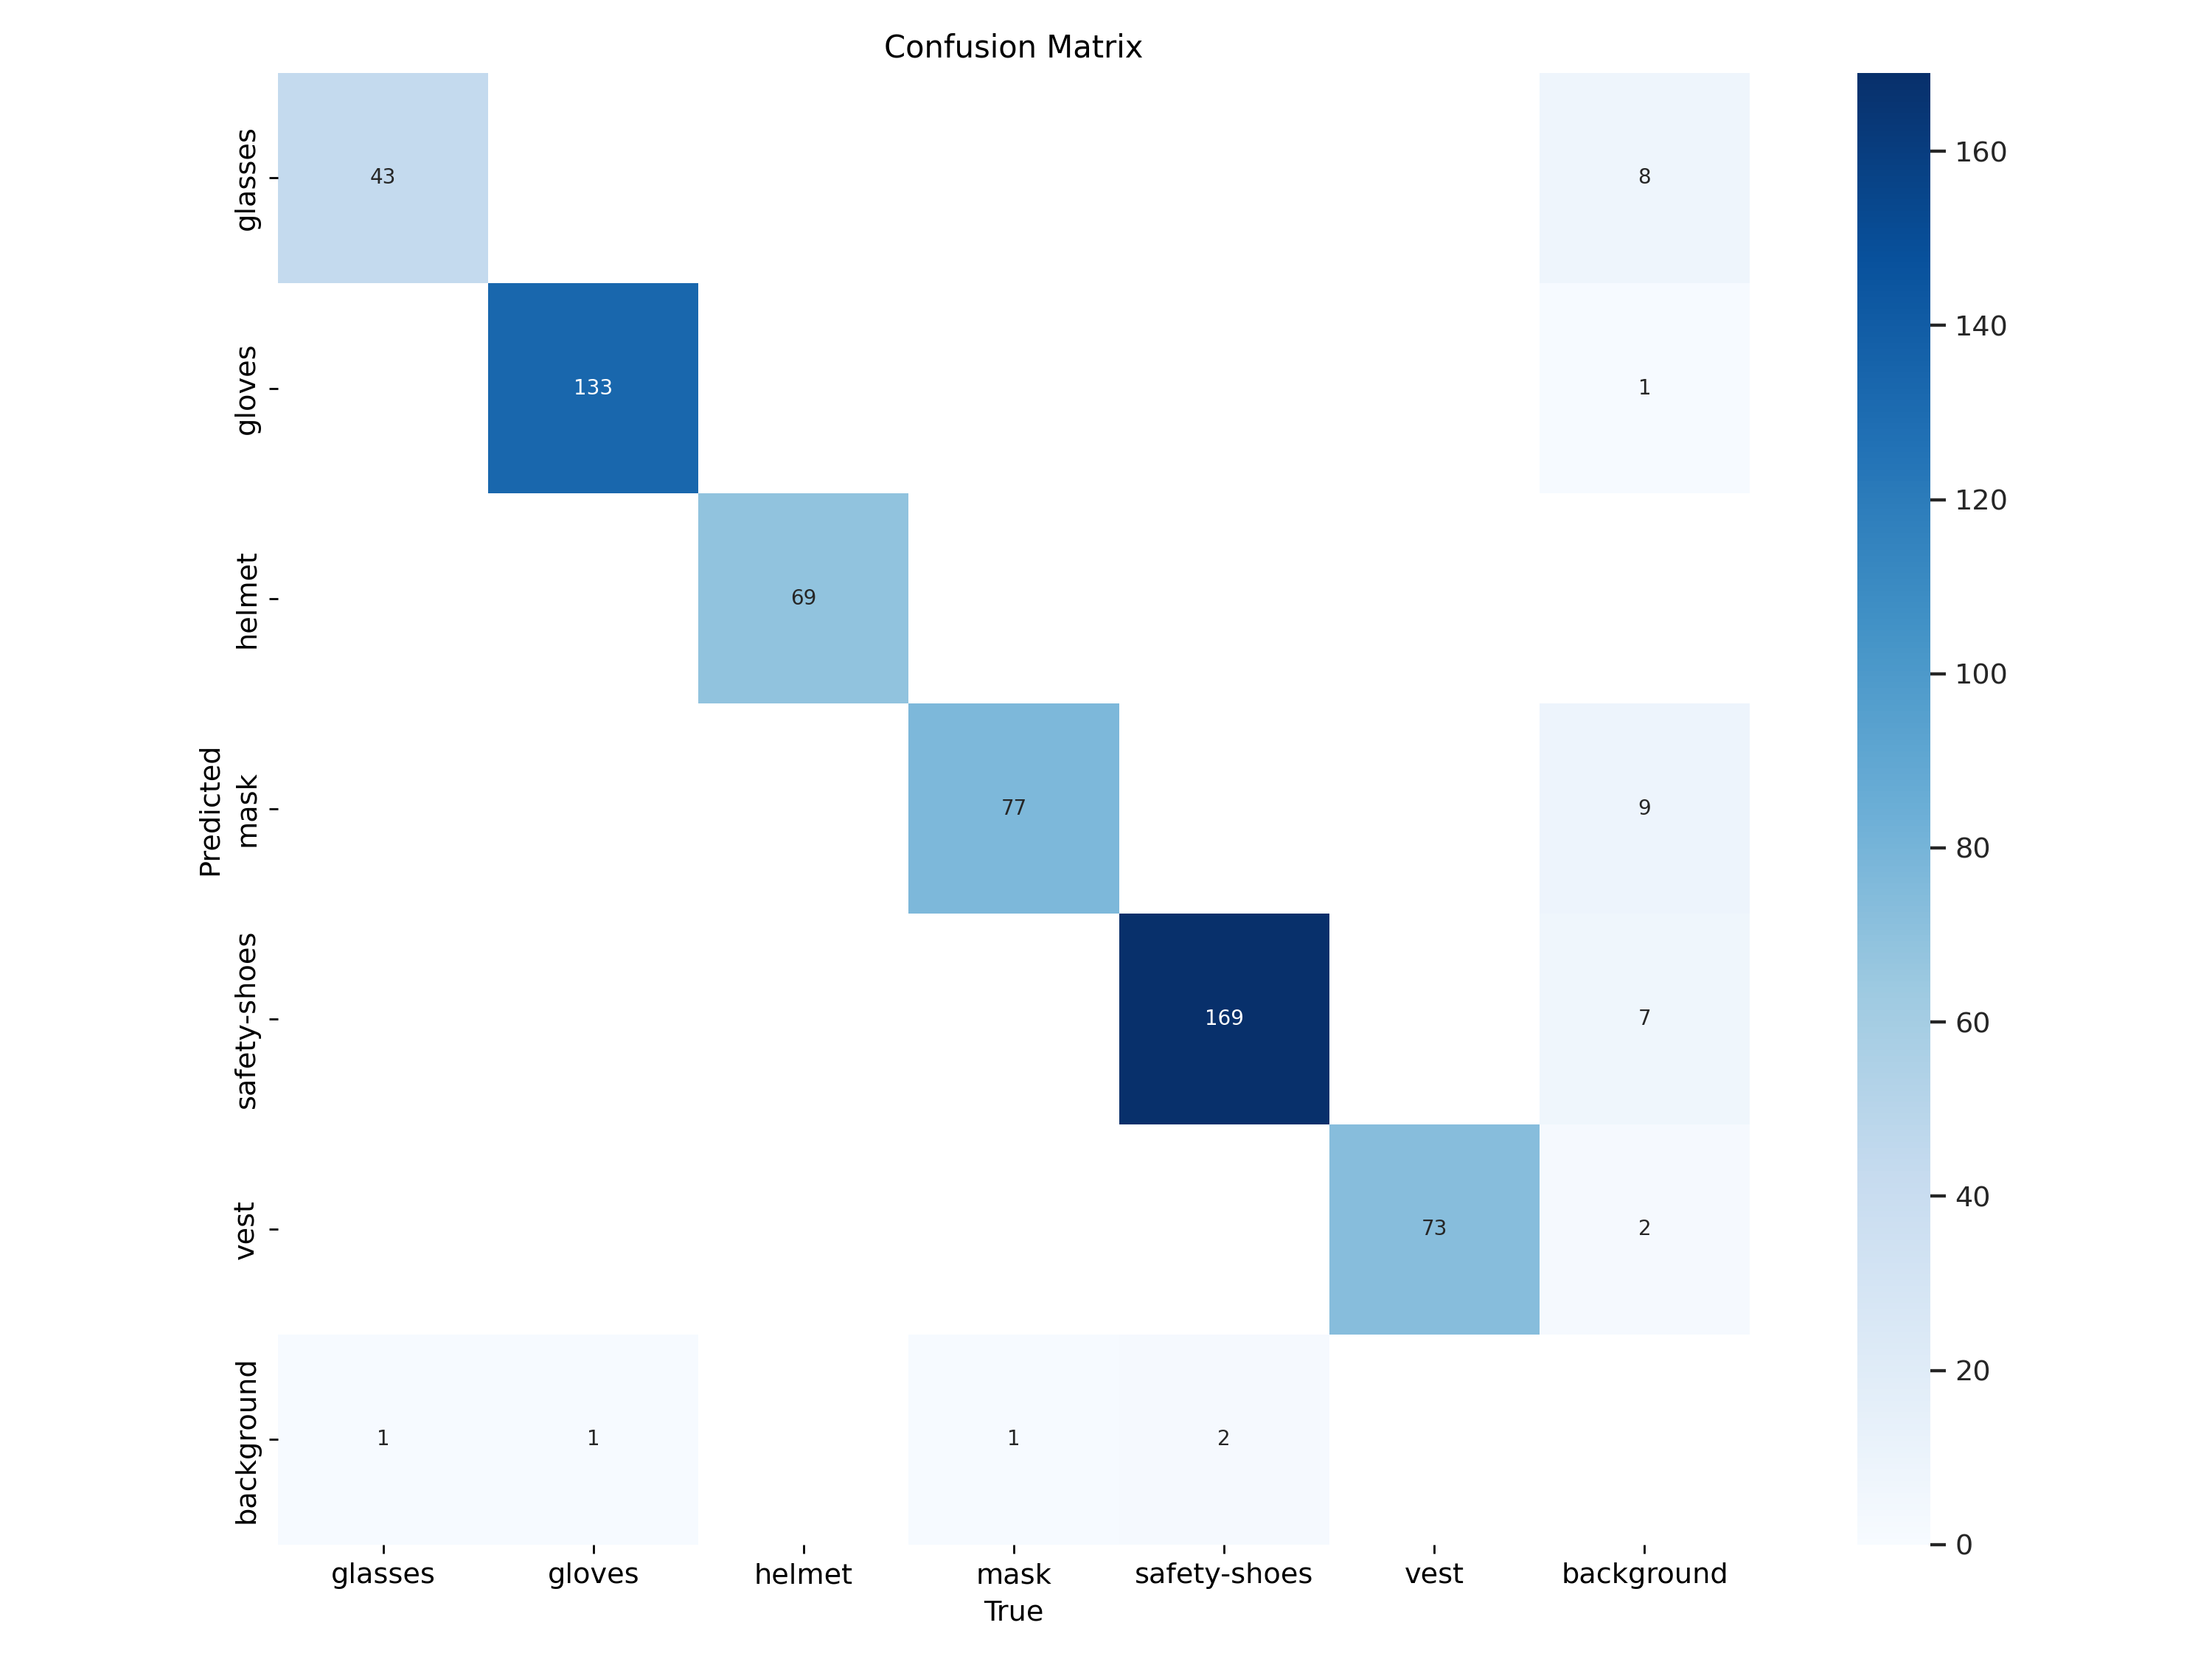 Confusion Matrix
glasses
43
8
160
gloves
133
1
140
120
helmet
69
100
Predicted
mask
77
9
80
safety-shoes
169
7
60
vest
73
2
40
background
1
1
1
2
20
0
glasses
gloves
helmet
mask
safety-shoes
vest
background
True